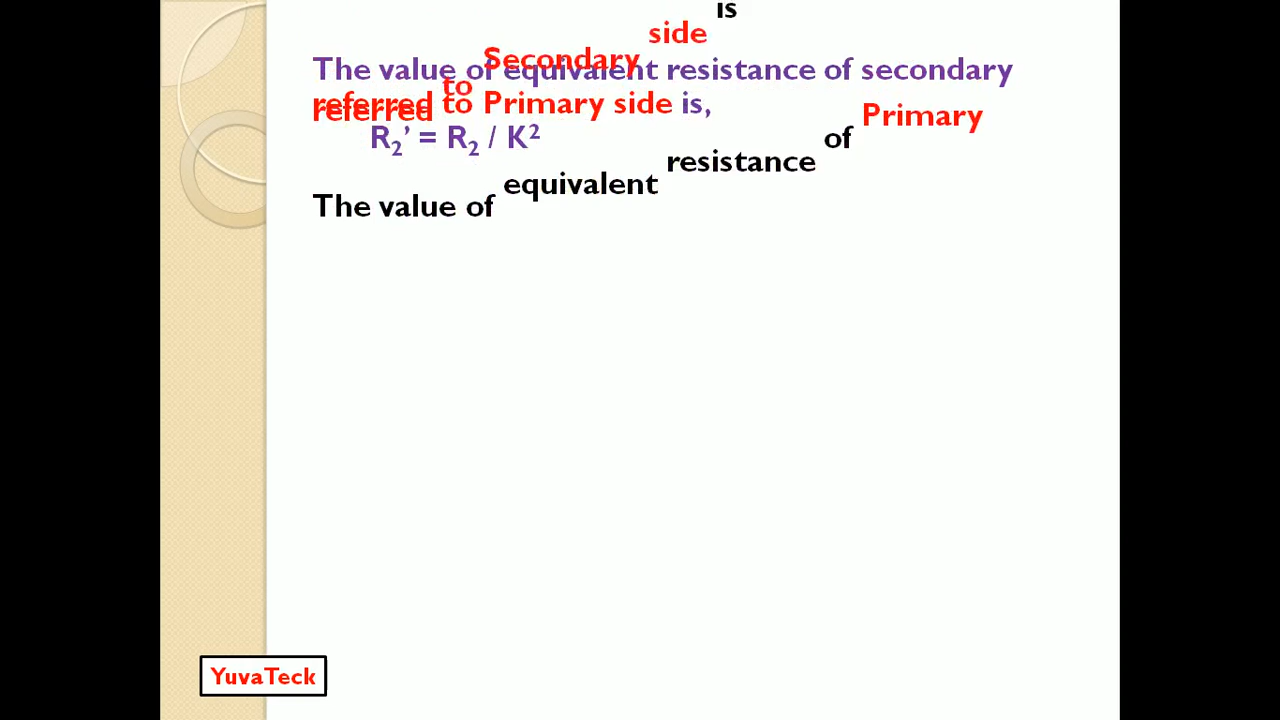 The value of equivalent resistance of secondary
referred to Primary side is,
R₂’ = R₂ / K²
The value of equivalent resistance of Primary
referred to Secondary side is
YuvaTeck